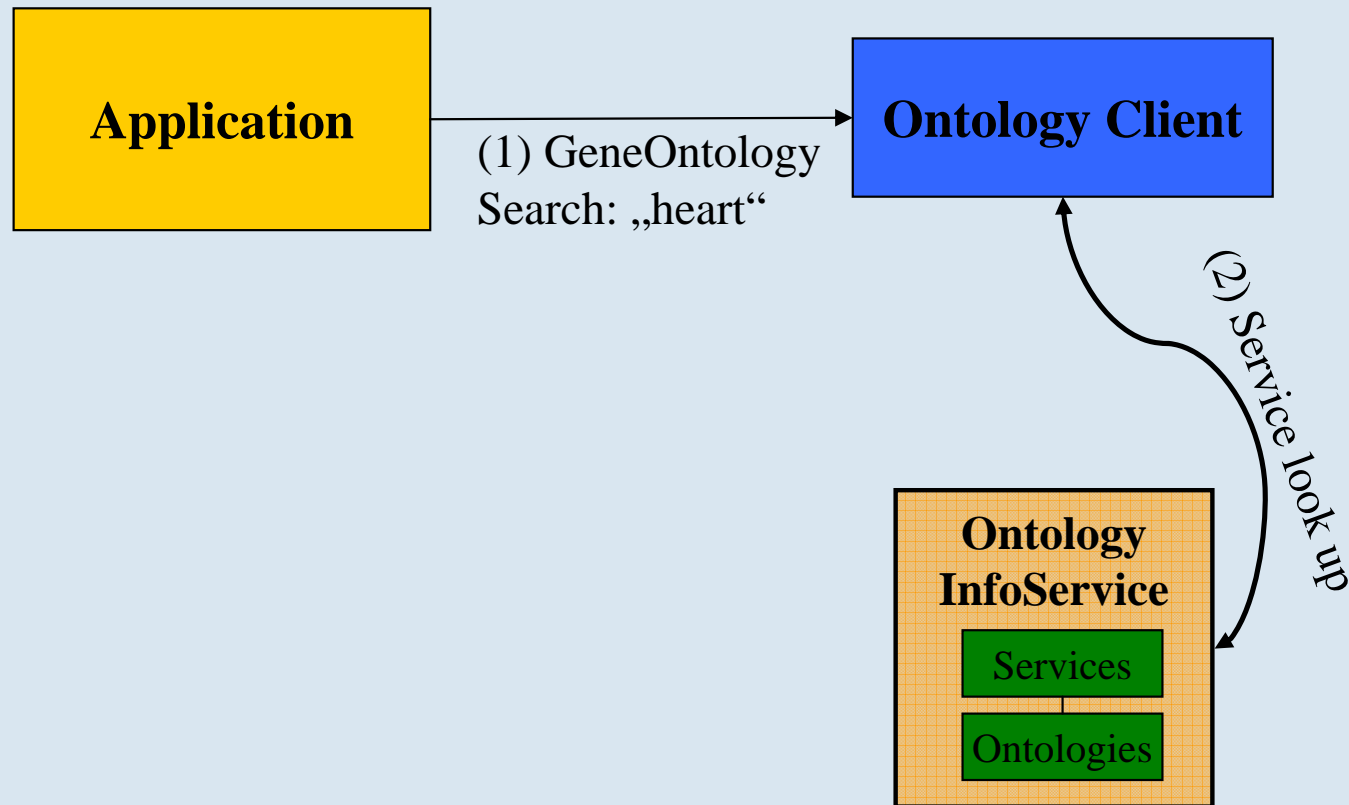 Application
Ontology Client
(1) GeneOntology
Search: „heart“
(2) Service look up
Ontology
InfoService
Services
Ontologies